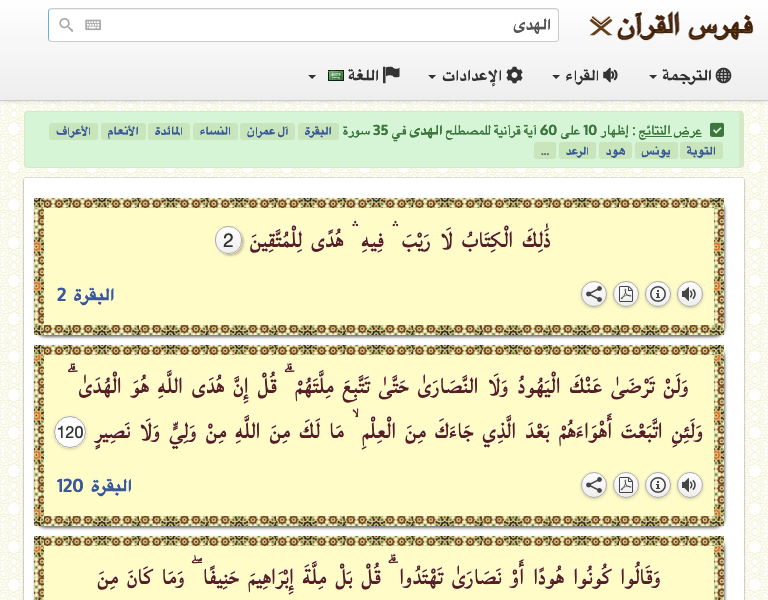 فهرس القرآن
الهدى
الترجمة القراء الإعدادات اللغة
عرض النتائج : إظهار 10 على 60 آية قرآنية للمصطلح الهدى في 35 سورة البقرة آل عمران النساء المائدة الأنعام الأعراف
التوبة يونس هود الرعد ...
ذَٰلِكَ الْكِتَابُ لَا رَيْبَ ۛ فِيهِ ۛ هُدًى لِلْمُتَّقِينَ 2
البقرة 2
وَلَنْ تَرْضَىٰ عَنْكَ الْيَهُودُ وَلَا النَّصَارَىٰ حَتَّىٰ تَتَّبِعَ مِلَّتَهُمْ ۗ قُلْ إِنَّ هُدَى اللَّهِ هُوَ الْهُدَىٰ ۗ
وَلَئِنِ اتَّبَعْتَ أَهْوَاءَهُمْ بَعْدَ الَّذِي جَاءَكَ مِنَ الْعِلْمِ ۙ مَا لَكَ مِنَ اللَّهِ مِنْ وَلِيٍّ وَلَا نَصِيرٍ 120
البقرة 120
وَقَالُوا كُونُوا هُودًا أَوْ نَصَارَىٰ تَهْتَدُوا ۗ قُلْ بَلْ مِلَّةَ إِبْرَاهِيمَ حَنِيفًا ۖ وَمَا كَانَ مِنَ